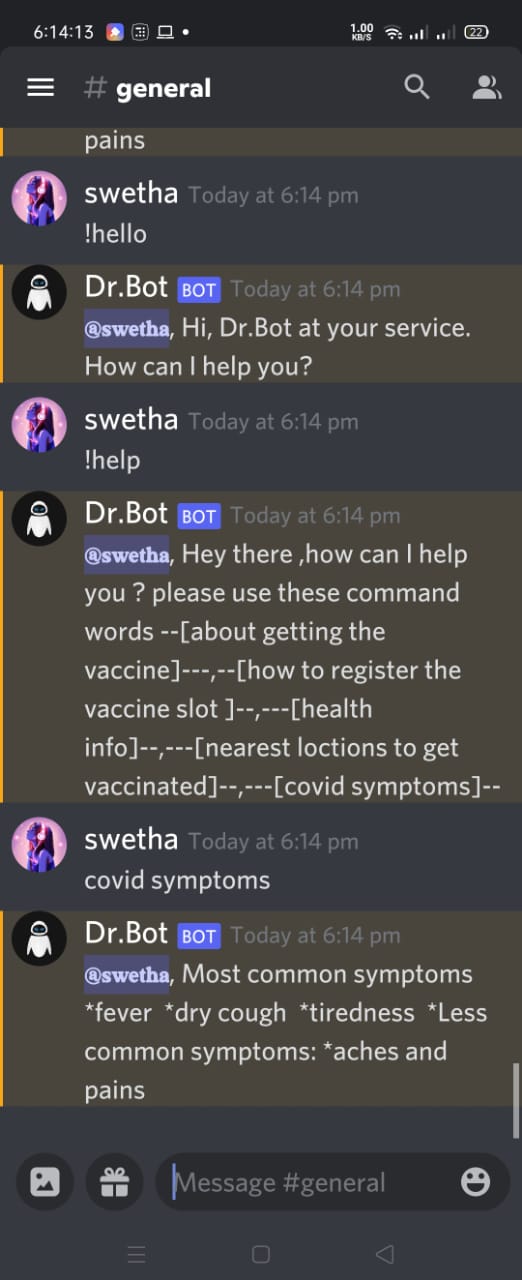 6:14:13
1.00
KB/S
22
# general
pains
swetha Today at 6:14 pm
!hello
Dr.Bot BOT Today at 6:14 pm
@swetha, Hi, Dr.Bot at your service.
How can I help you?
swetha Today at 6:14 pm
!help
Dr.Bot BOT Today at 6:14 pm
@swetha, Hey there ,how can I help
you ? please use these command
words --[about getting the
vaccine]---,--[how to register the
vaccine slot ]--,---[health
info]--,---[nearest loctions to get
vaccinated]--,---[covid symptoms]--
swetha Today at 6:14 pm
covid symptoms
Dr.Bot BOT Today at 6:14 pm
@swetha, Most common symptoms
*fever *dry cough *tiredness *Less
common symptoms: *aches and
pains
Message #general